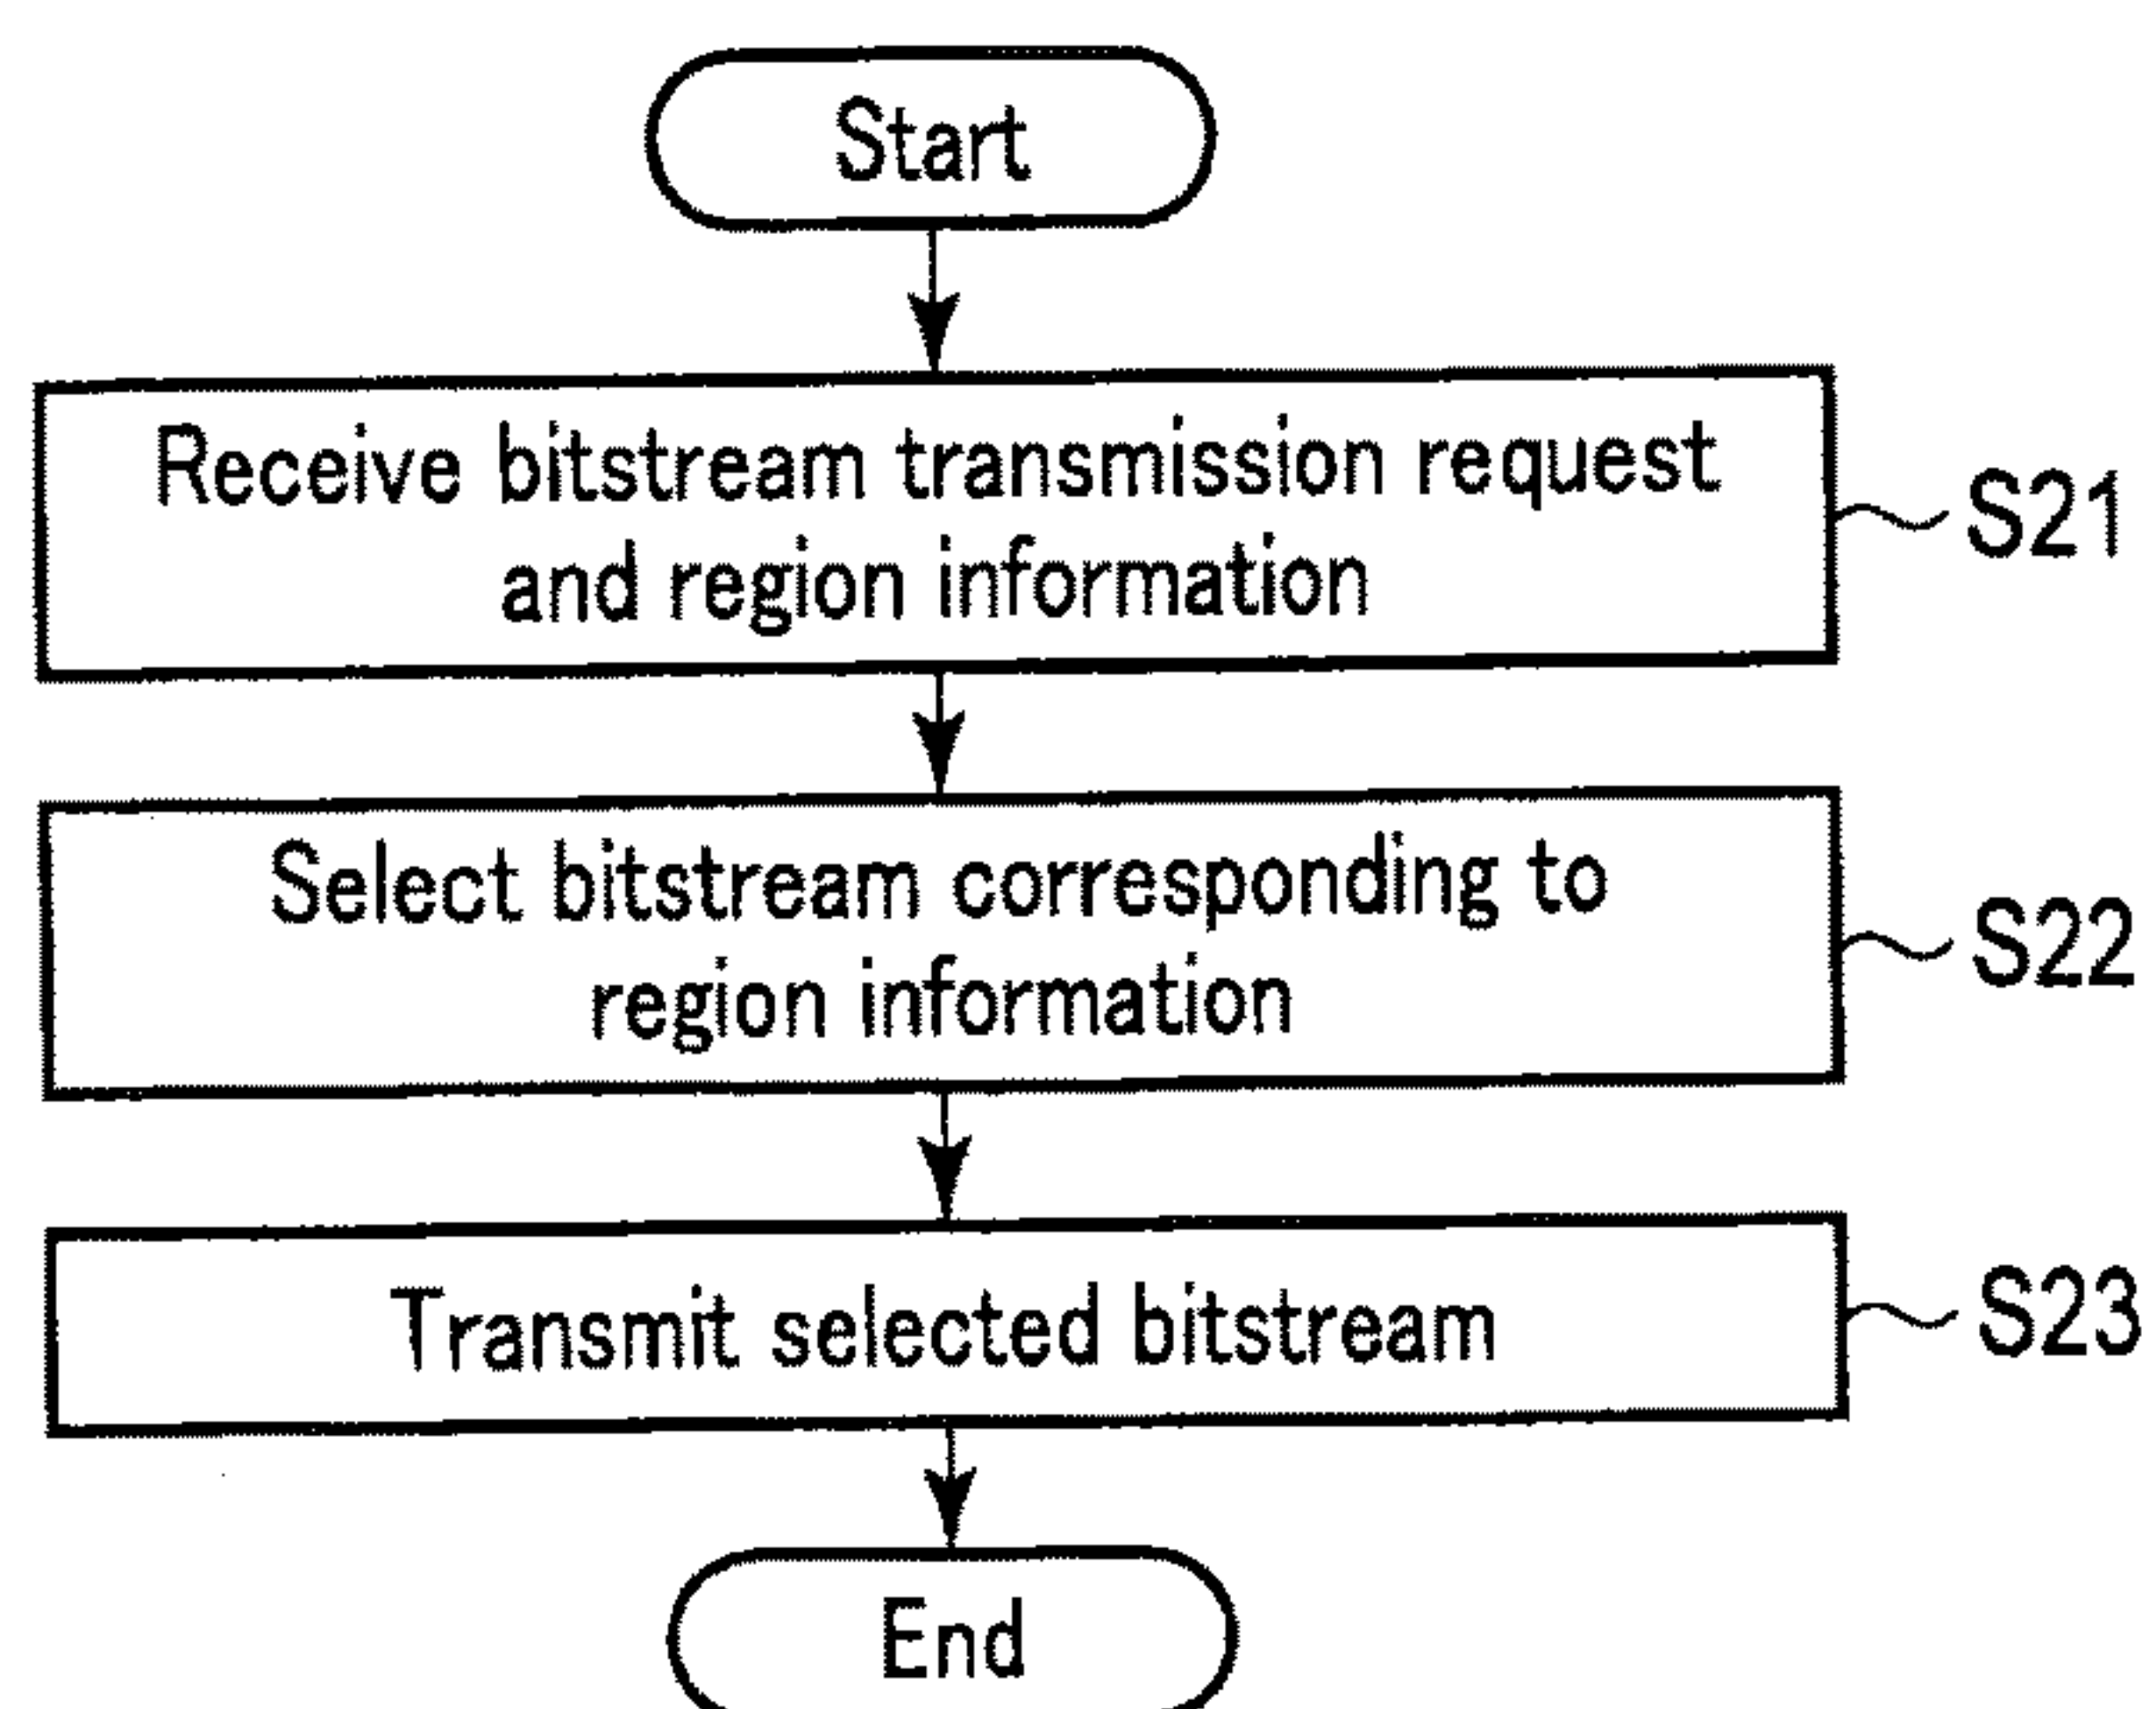 Start
Receive bitstream transmission request
and region information
S21
Select bitstream corresponding to
region information
S22
Transmit selected bitstream
S23
End